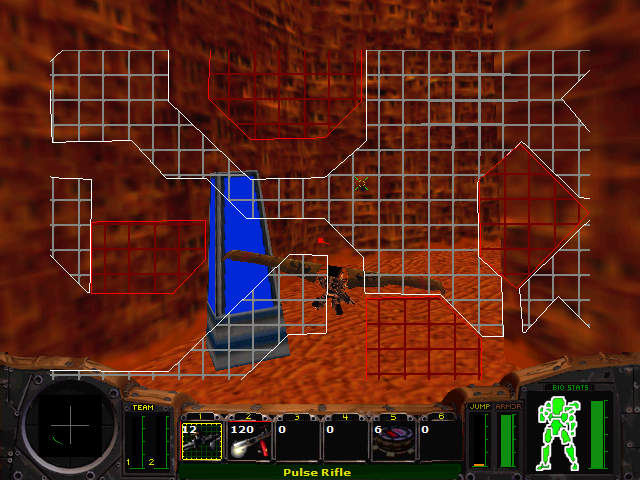 BIO STATS
TEAM
1 2 3 4 5 6
JUMP ARMOR
12 120 0 0 6 0
1 2
Pulse Rifle